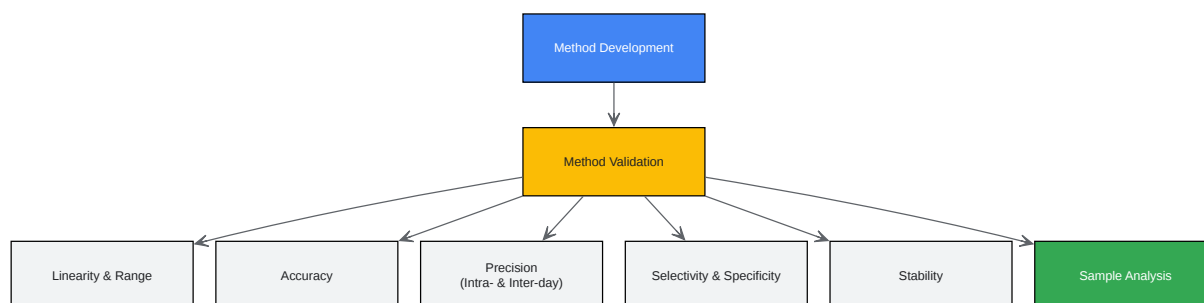 Method Development
Method Validation
Linearity & Range
Accuracy
Precision
(Intra- & Inter-day)
Selectivity & Specificity
Stability
Sample Analysis